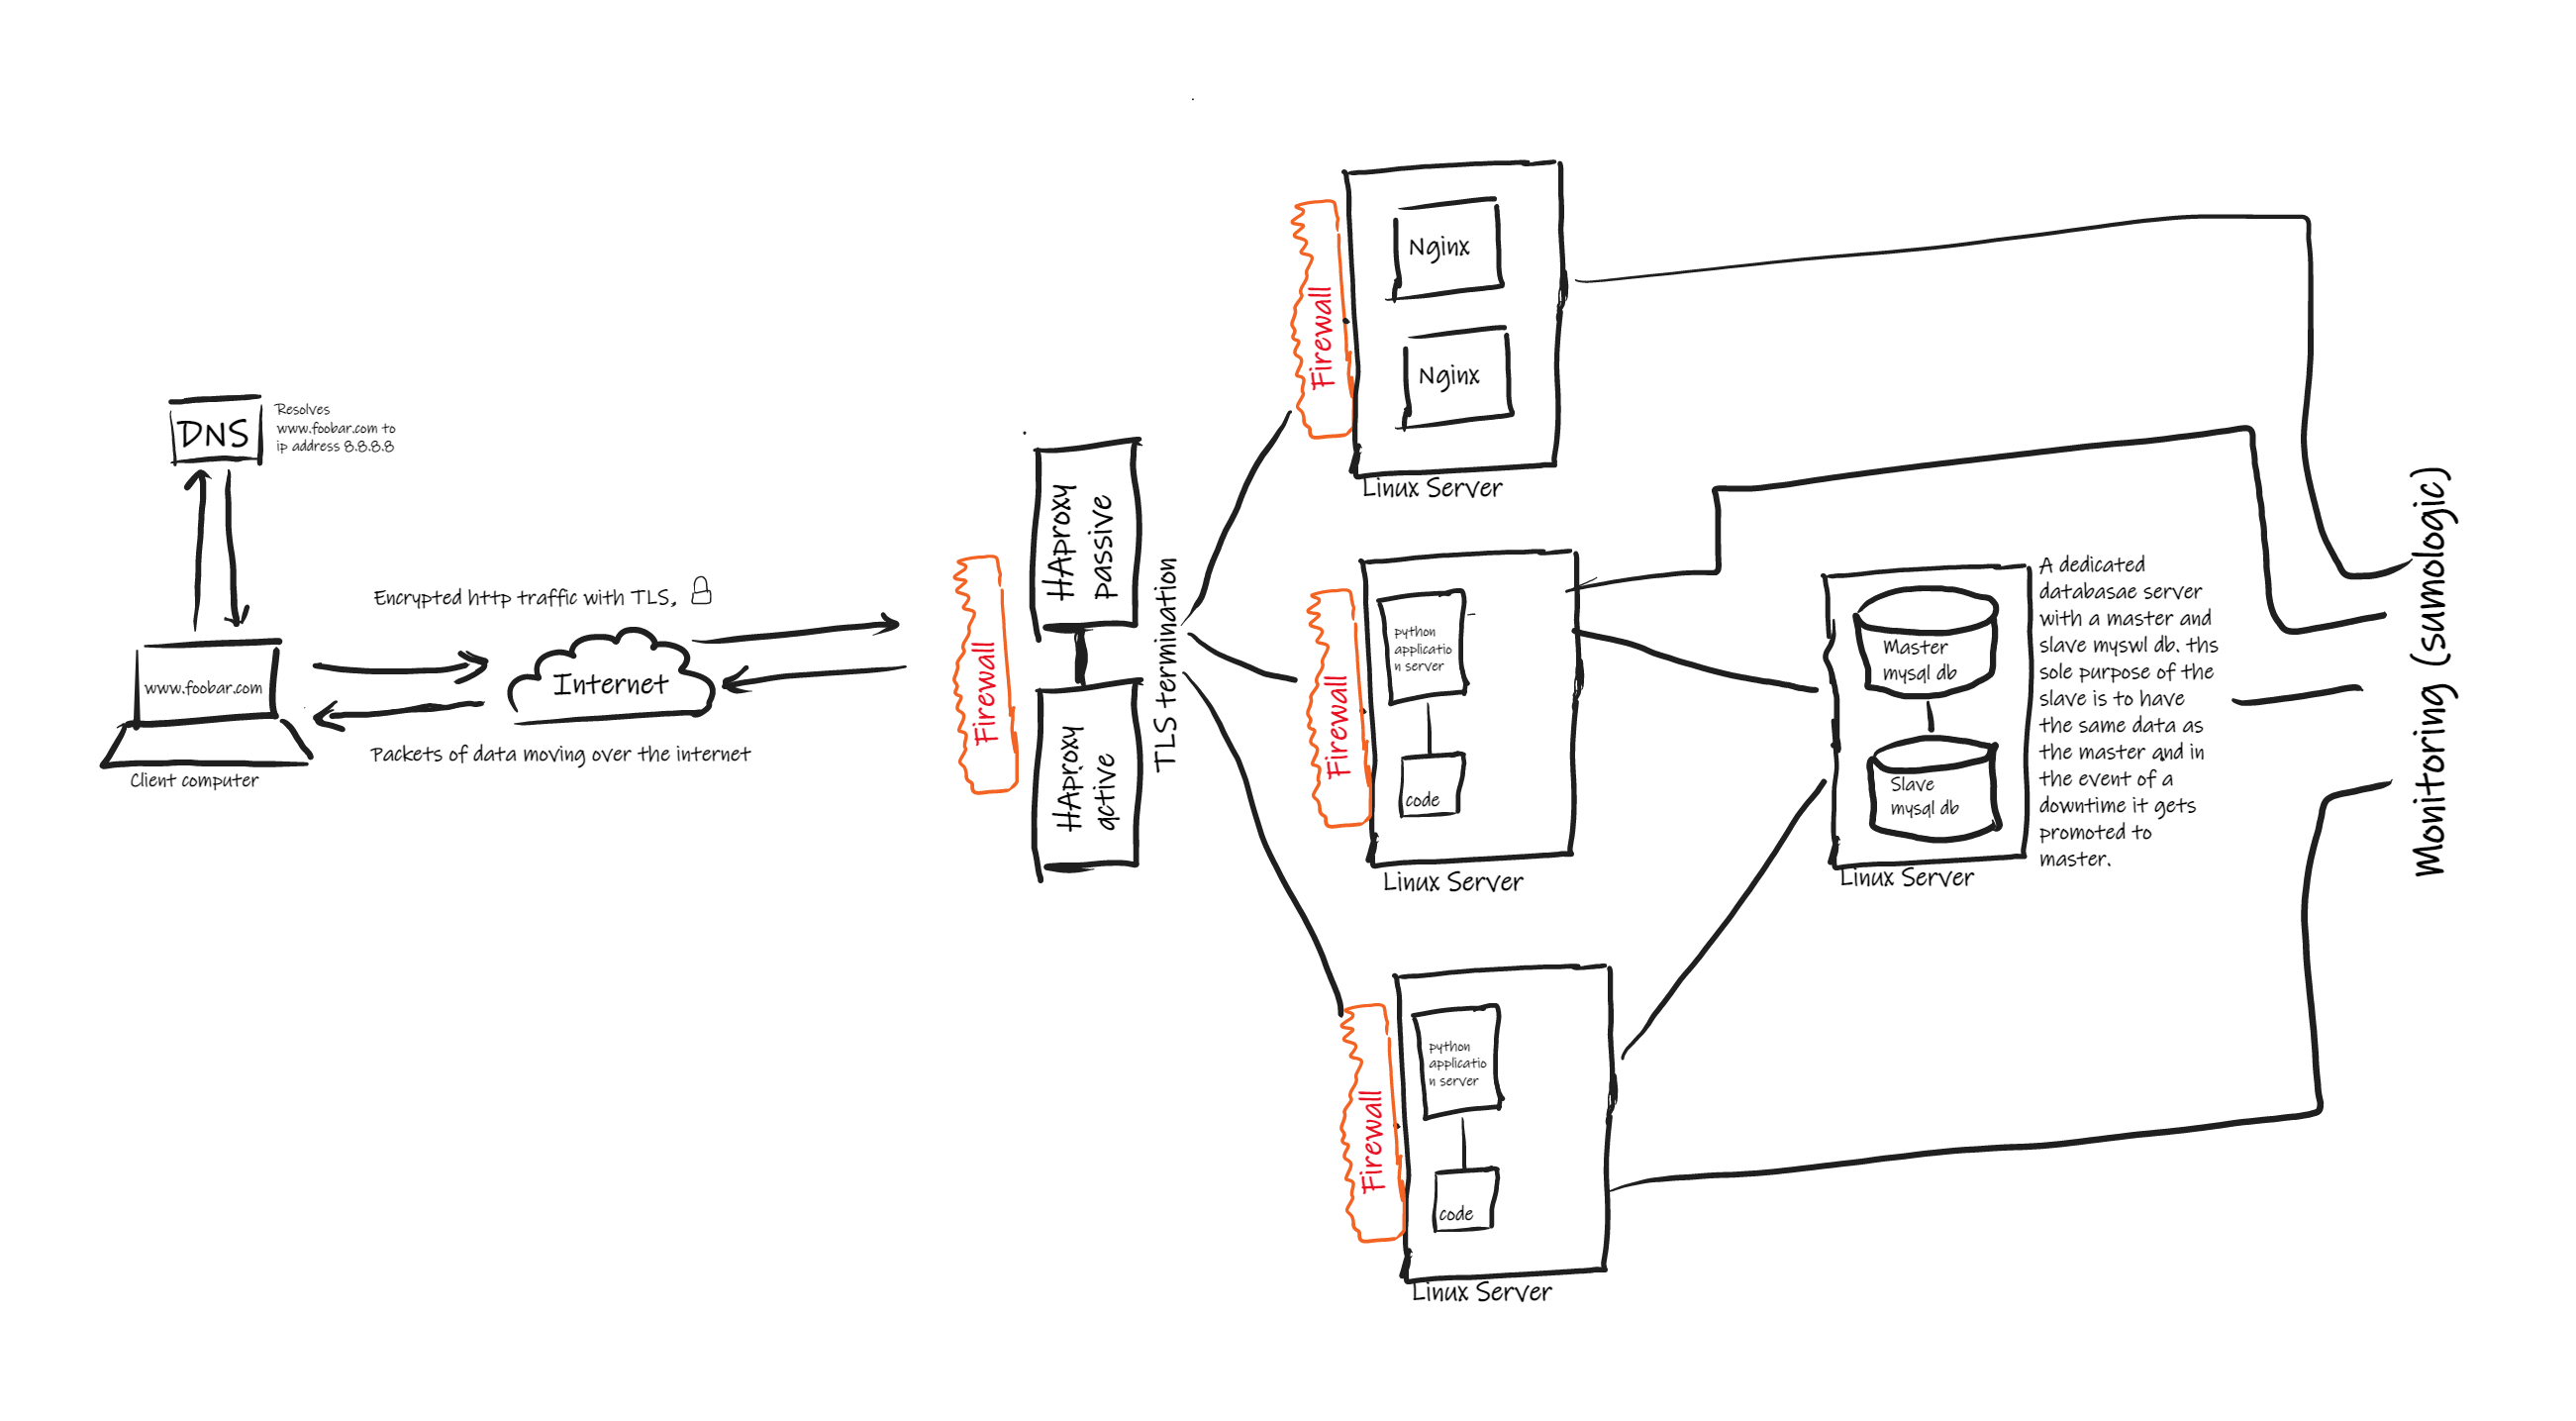 DNS
Resolves
www.foobar.com to
ip address 8.8.8.8
www.foobar.com
Client computer
Encrypted http traffic with TLS,
Internet
Packets of data moving over the internet
Firewall
HAproxy
passive
HAproxy
active
TLS termination
Firewall
Nginx
Nginx
Linux Server
Firewall
python
applicatio
n server
code
Linux Server
Firewall
python
applicatio
n server
code
Linux Server
Master
mysql db
Slave
mysql db
Linux Server
A dedicated
databasae server
with a master and
slave myswl db. ths
sole purpose of the
slave is to have
the same data as
the master and in
the event of a
downtime it gets
promoted to
master.
Monitoring (sumologic)